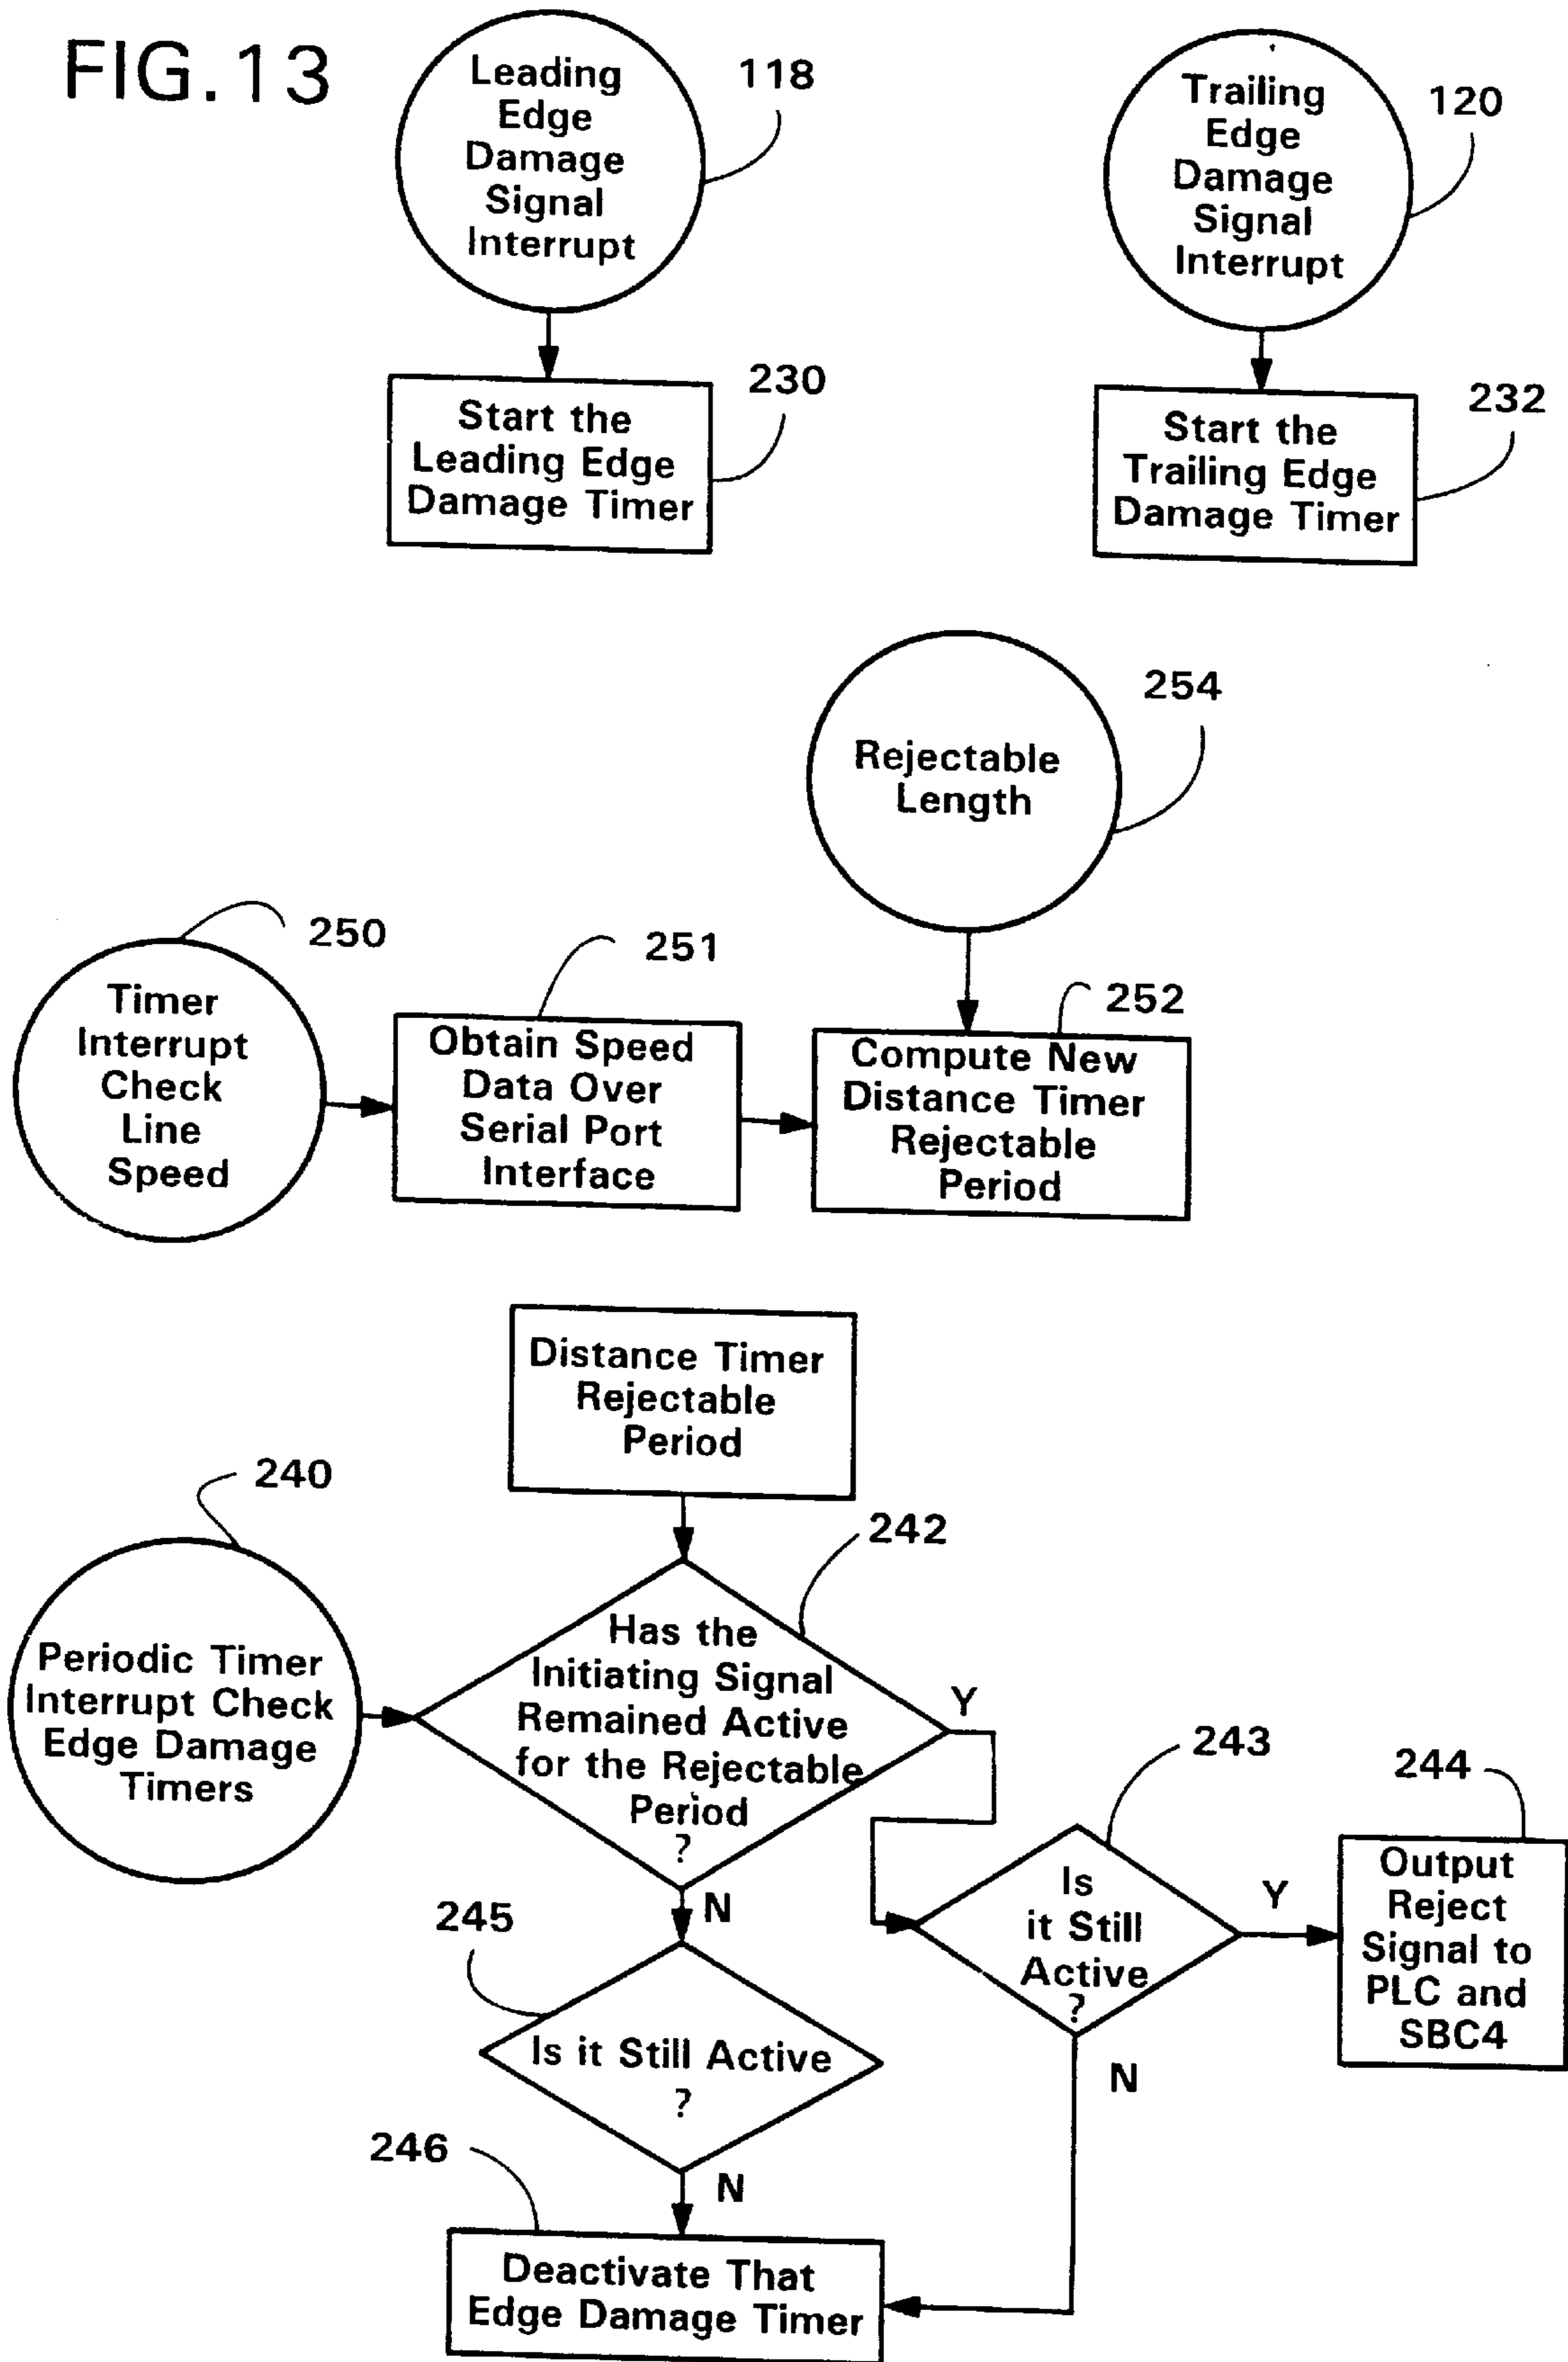 FIG.13
Leading
Edge
Damage
Signal
Interrupt
118
Trailing
Edge
Damage
Signal
Interrupt
120
Start the
Leading Edge
Damage Timer
230
Start the
Trailing Edge
Damage Timer
232
Rejectable
Length
254
Timer
Interrupt
Check
Line
Speed
250
Obtain Speed
Data Over
Serial Port
Interface
251
Compute New
Distance Timer
Rejectable
Period
252
Distance Timer
Rejectable
Period
Periodic Timer
Interrupt Check
Edge Damage
Timers
240
Has the
Initiating Signal
Remained Active
for the Rejectable
Period
?
242
Y
N
Is
it Still
Active
?
243
Y
N
Output
Reject
Signal to
PLC and
SBC4
244
Is it Still Active
?
245
N
Deactivate That
Edge Damage Timer
246